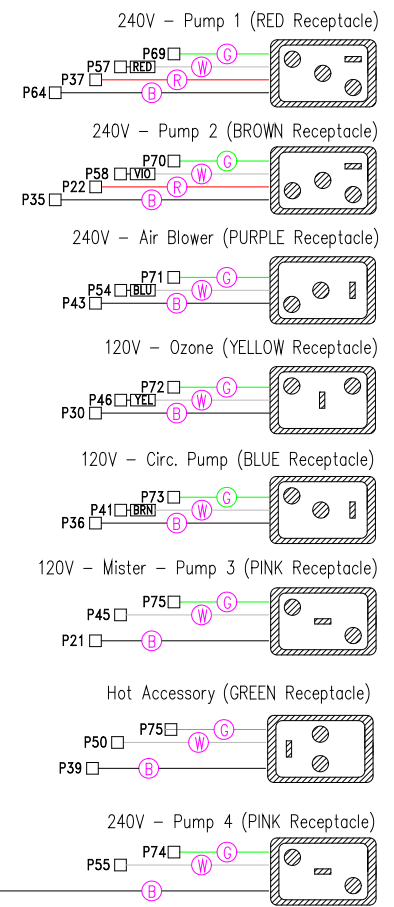 240V - Pump 1 (RED Receptacle)
P69 G
P57 RED W
P37 R
P64 B
240V - Pump 2 (BROWN Receptacle)
P70 G
P58 VIO W
P22 R
P35 B
240V - Air Blower (PURPLE Receptacle)
P71 G
P54 BLU W
P43 B
120V - Ozone (YELLOW Receptacle)
P72 G
P46 YEL W
P30 B
120V - Circ. Pump (BLUE Receptacle)
P73 G
P41 BRN W
P36 B
120V - Mister - Pump 3 (PINK Receptacle)
P75 G
P45 W
P21 B
Hot Accessory (GREEN Receptacle)
P75 G
P50 W
P39 B
240V - Pump 4 (PINK Receptacle)
P74 G
P55 W
B